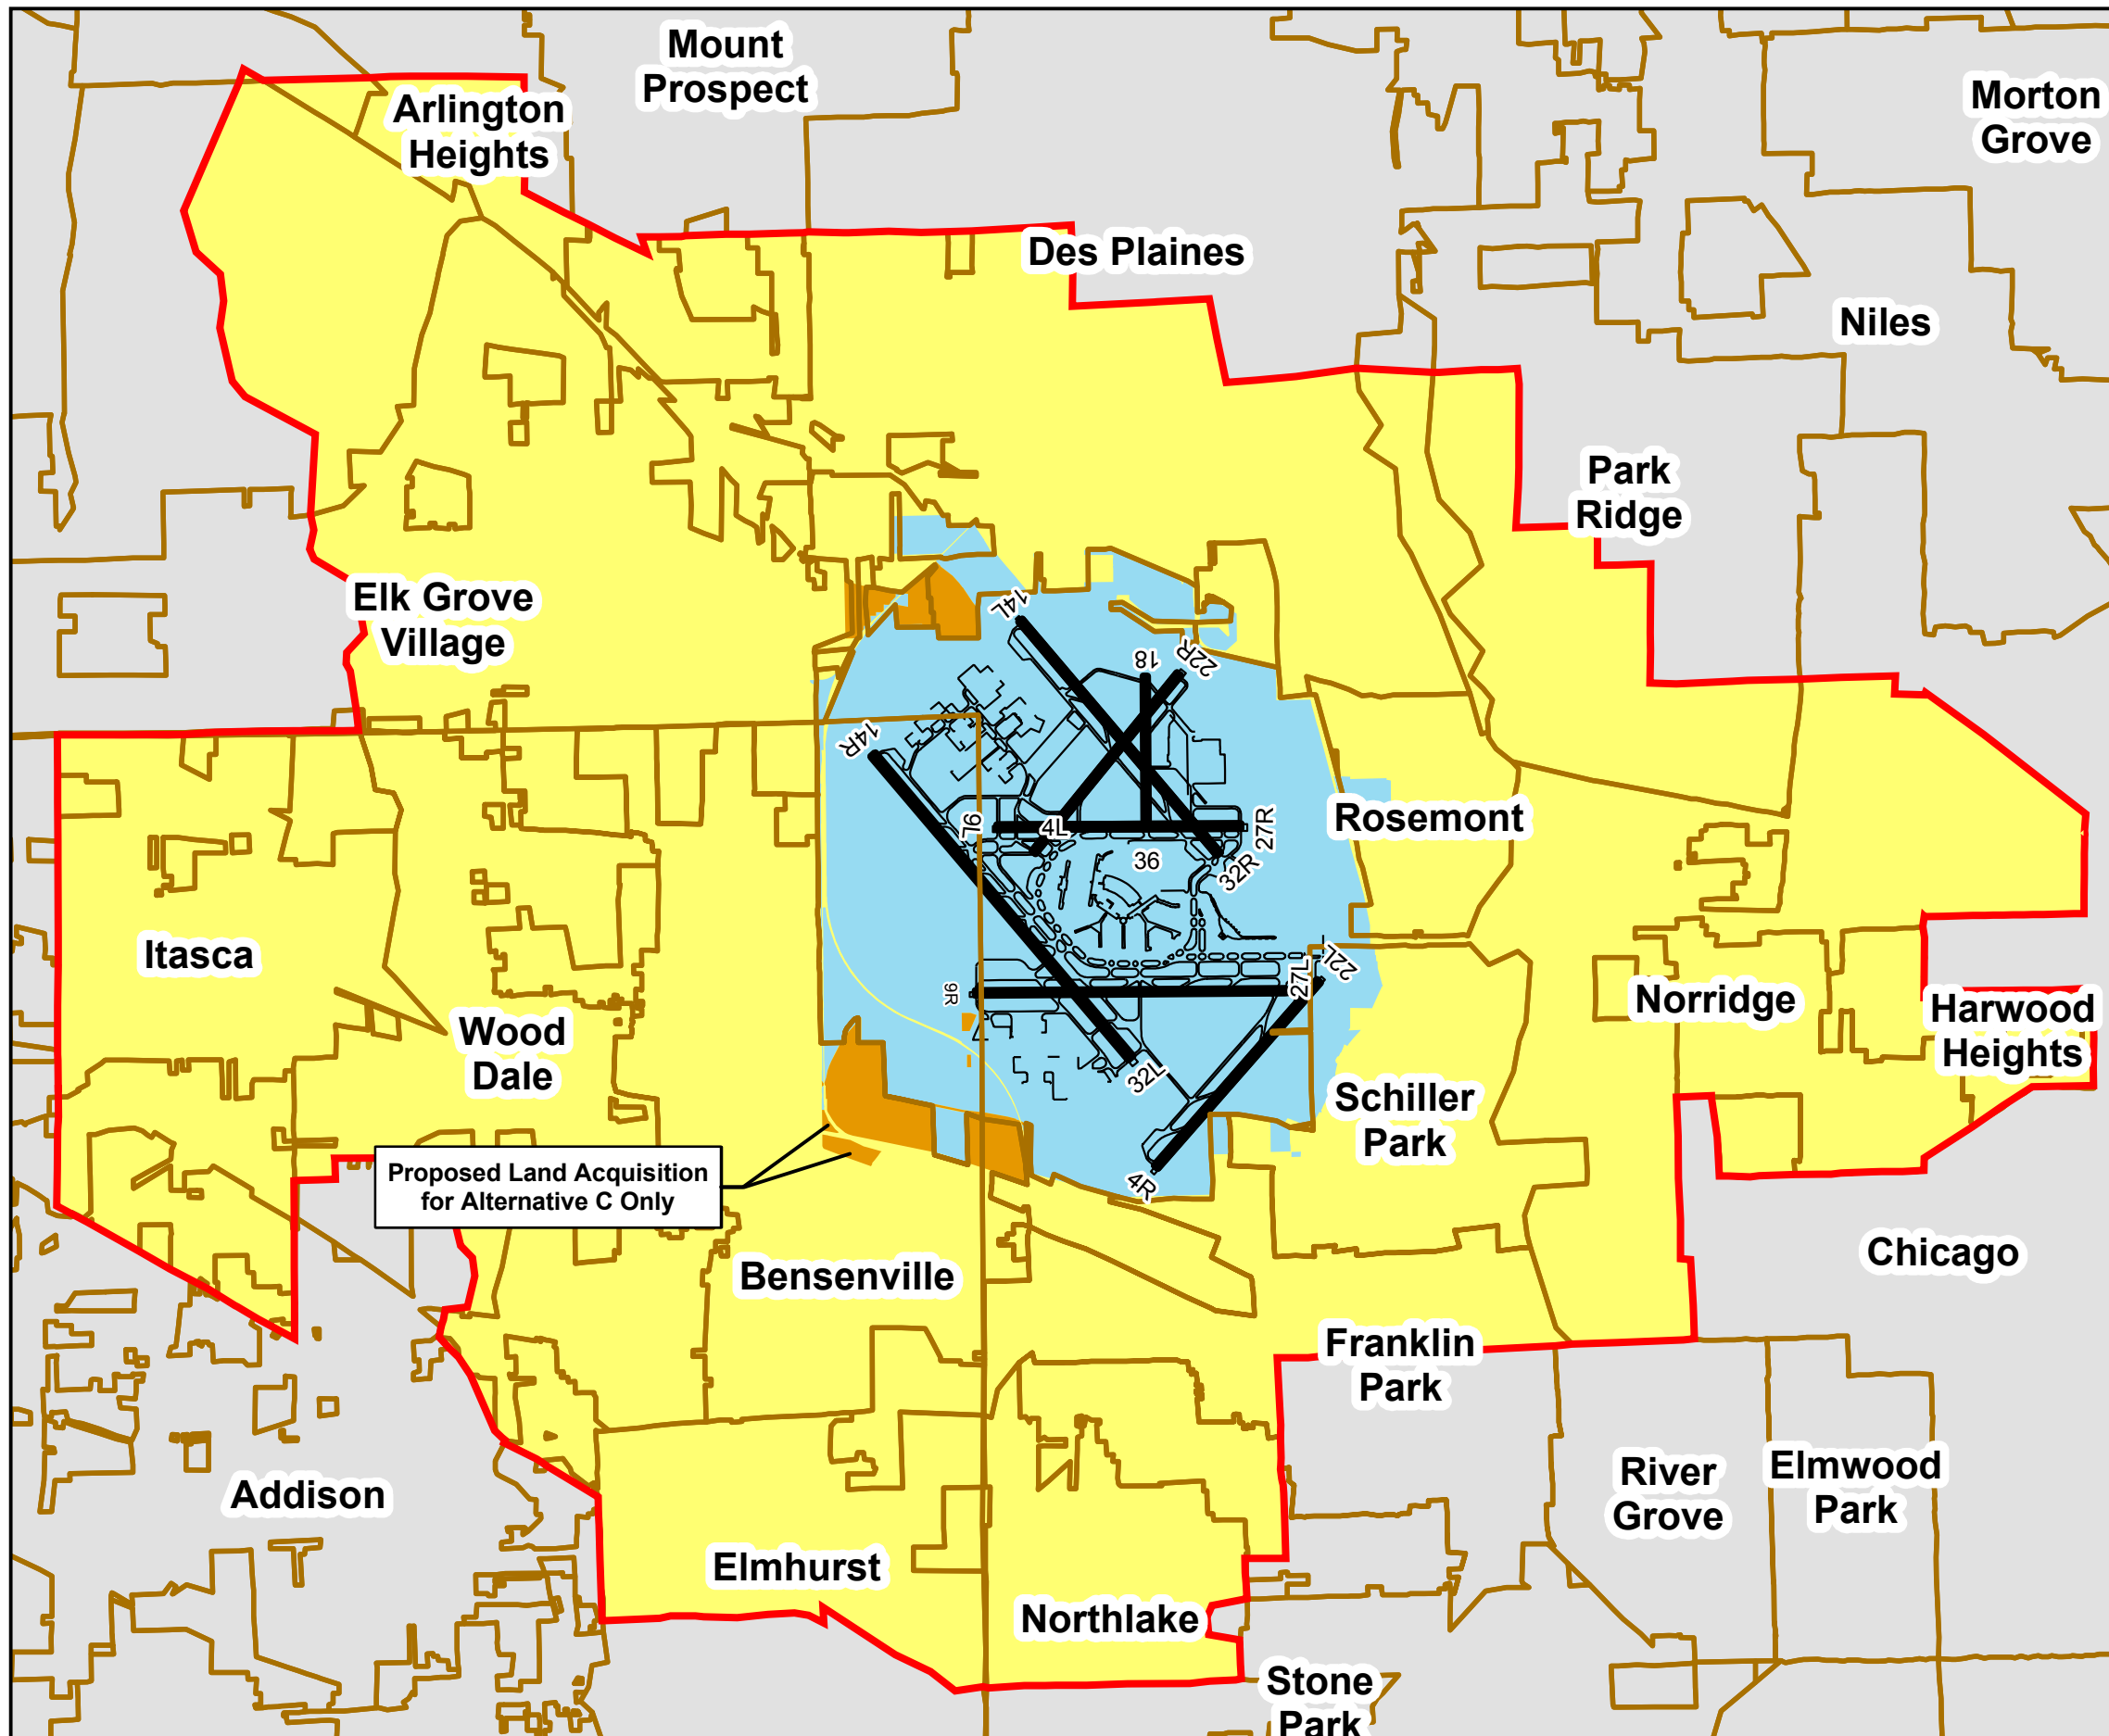 Mount
Prospect
Morton
Grove
Arlington
Heights
Des Plaines
Niles
Park
Ridge
Elk Grove
Village
14L
18
22R
14R
9L
4L
27R
Rosemont
36
32R
Itasca
22L
27L
9R
Norridge
Harwood
Heights
Wood
Dale
32L
Schiller
Park
Proposed Land Acquisition
for Alternative C Only
4R
Chicago
Bensenville
Franklin
Park
River
Grove
Elmwood
Park
Addison
Elmhurst
Northlake
Stone
Park